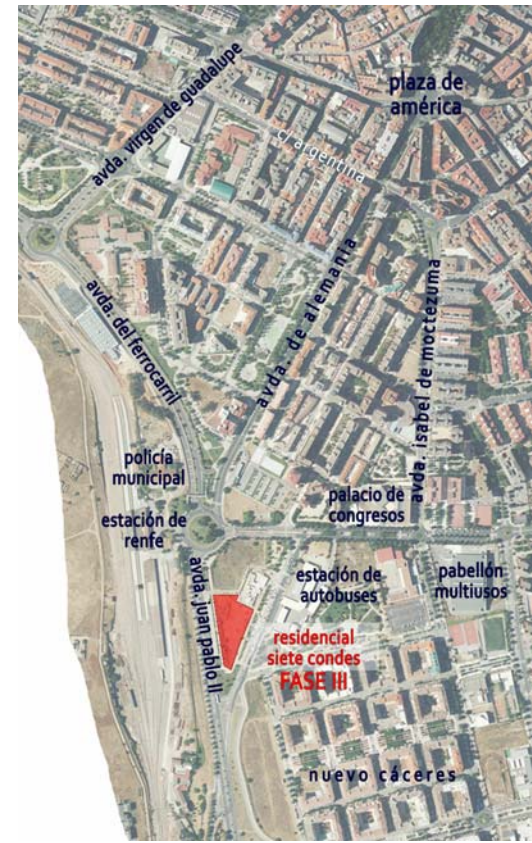 plaza de
américa
avda. virgen de guadalupe
c/ argentina
avda. de alemania
avda isabel de moctezuma
avda. del ferrocarril
policía
municipal
palacio de
congresos
estación de
renfe
avda. juan pablo II
estación de
autobuses
pabellón
multiusos
residencial
siete condes
FASE III
nuevo cáceres